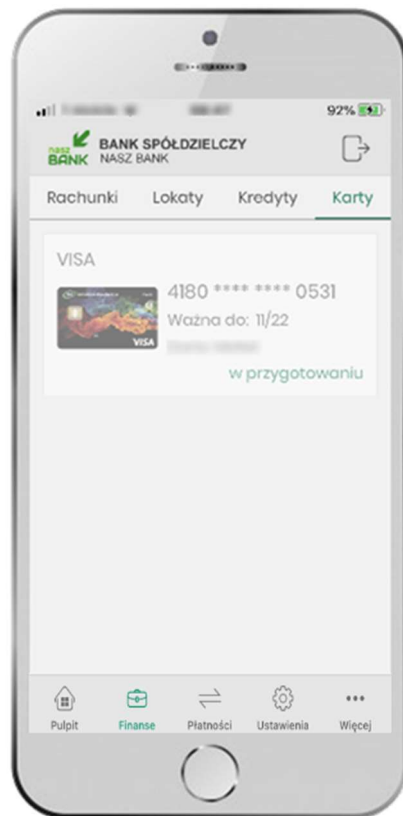 92%
nasz
BANK
BANK SPÓŁDZIELCZY
NASZ BANK
Rachunki Lokaty Kredyty Karty
VISA
4180 **** **** 0531
Ważna do: 11/22
VISA
w przygotowaniu
Pulpit Finanse Płatności Ustawienia Więcej